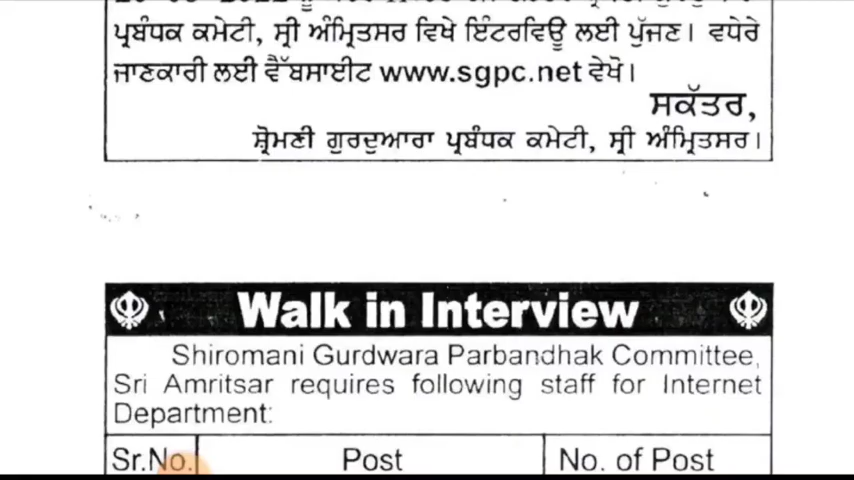 ਪ੍ਰਬੰਧਕ ਕਮੇਟੀ, ਸ੍ਰੀ ਅੰਮ੍ਰਿਤਸਰ ਵਿਖੇ ਇੰਟਰਵਿਊ ਲਈ ਪੁੱਜਣ। ਵਧੇਰੇ
ਜਾਣਕਾਰੀ ਲਈ ਵੈੱਬਸਾਈਟ www.sgpc.net ਵੇਖੋ।
ਸਕੱਤਰ,
ਸ਼੍ਰੋਮਣੀ ਗੁਰਦੁਆਰਾ ਪ੍ਰਬੰਧਕ ਕਮੇਟੀ, ਸ੍ਰੀ ਅੰਮ੍ਰਿਤਸਰ।
Walk in Interview
Shiromani Gurdwara Parbandhak Committee,
Sri Amritsar requires following staff for Internet
Department:
Sr.No. Post No. of Post